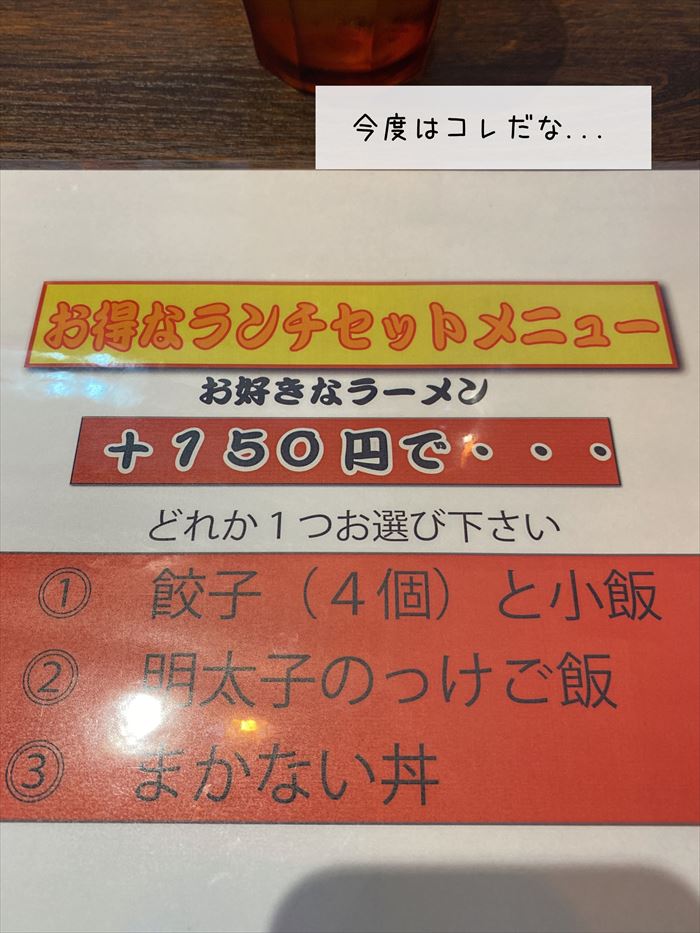 今度はコレだな...
お得なランチセットメニュー
お好きなラーメン
＋１５０円で・・・
どれか１つお選び下さい
① 餃子（４個）と小飯
② 明太子のっけご飯
③ まかない丼